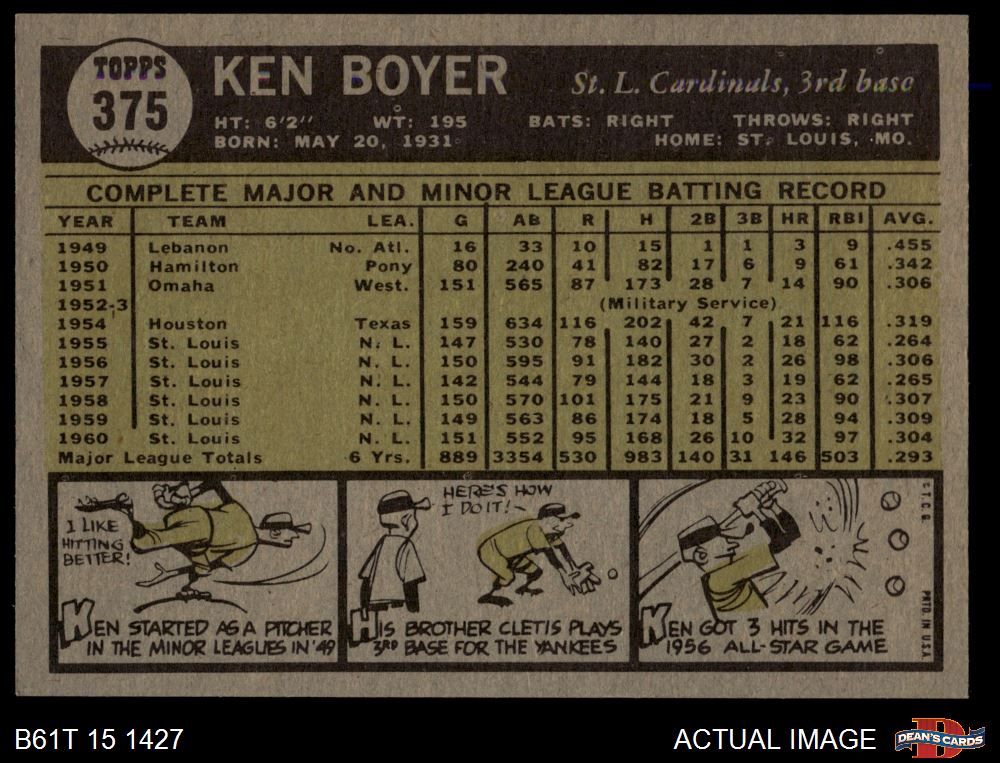 TOPPS
375
KEN BOYER
St. L. Cardinals, 3rd base
HT: 6'2" WT: 195 BATS: RIGHT THROWS: RIGHT
BORN: MAY 20, 1931 HOME: ST. LOUIS, MO.
COMPLETE MAJOR AND MINOR LEAGUE BATTING RECORD
YEAR TEAM LEA. G AB R H 2B 3B HR RBI AVG.
1949 Lebanon No. Atl. 16 33 10 15 1 1 3 9 .455
1950 Hamilton Pony 80 240 41 82 17 6 9 61 .342
1951 Omaha West. 151 565 87 173 28 7 14 90 .306
1952-3 (Military Service)
1954 Houston Texas 159 634 116 202 42 7 21 116 .319
1955 St. Louis N. L. 147 530 78 140 27 2 18 62 .264
1956 St. Louis N. L. 150 595 91 182 30 2 26 98 .306
1957 St. Louis N. L. 142 544 79 144 18 3 19 62 .265
1958 St. Louis N. L. 150 570 101 175 21 9 23 90 .307
1959 St. Louis N. L. 149 563 86 174 18 5 28 94 .309
1960 St. Louis N. L. 151 552 95 168 26 10 32 97 .304
Major League Totals 6 Yrs. 889 3354 530 983 140 31 146 503 .293
I LIKE
HITTING
BETTER!
KEN STARTED AS A PITCHER
IN THE MINOR LEAGUES IN '49
HERE'S HOW
I DO IT!
HIS BROTHER CLETIS PLAYS
3RD BASE FOR THE YANKEES
KEN GOT 3 HITS IN THE
1956 ALL-STAR GAME
© T.C.G.
PRTD. IN U.S.A.
B61T 15 1427
ACTUAL IMAGE
D
DEAN'S CARDS